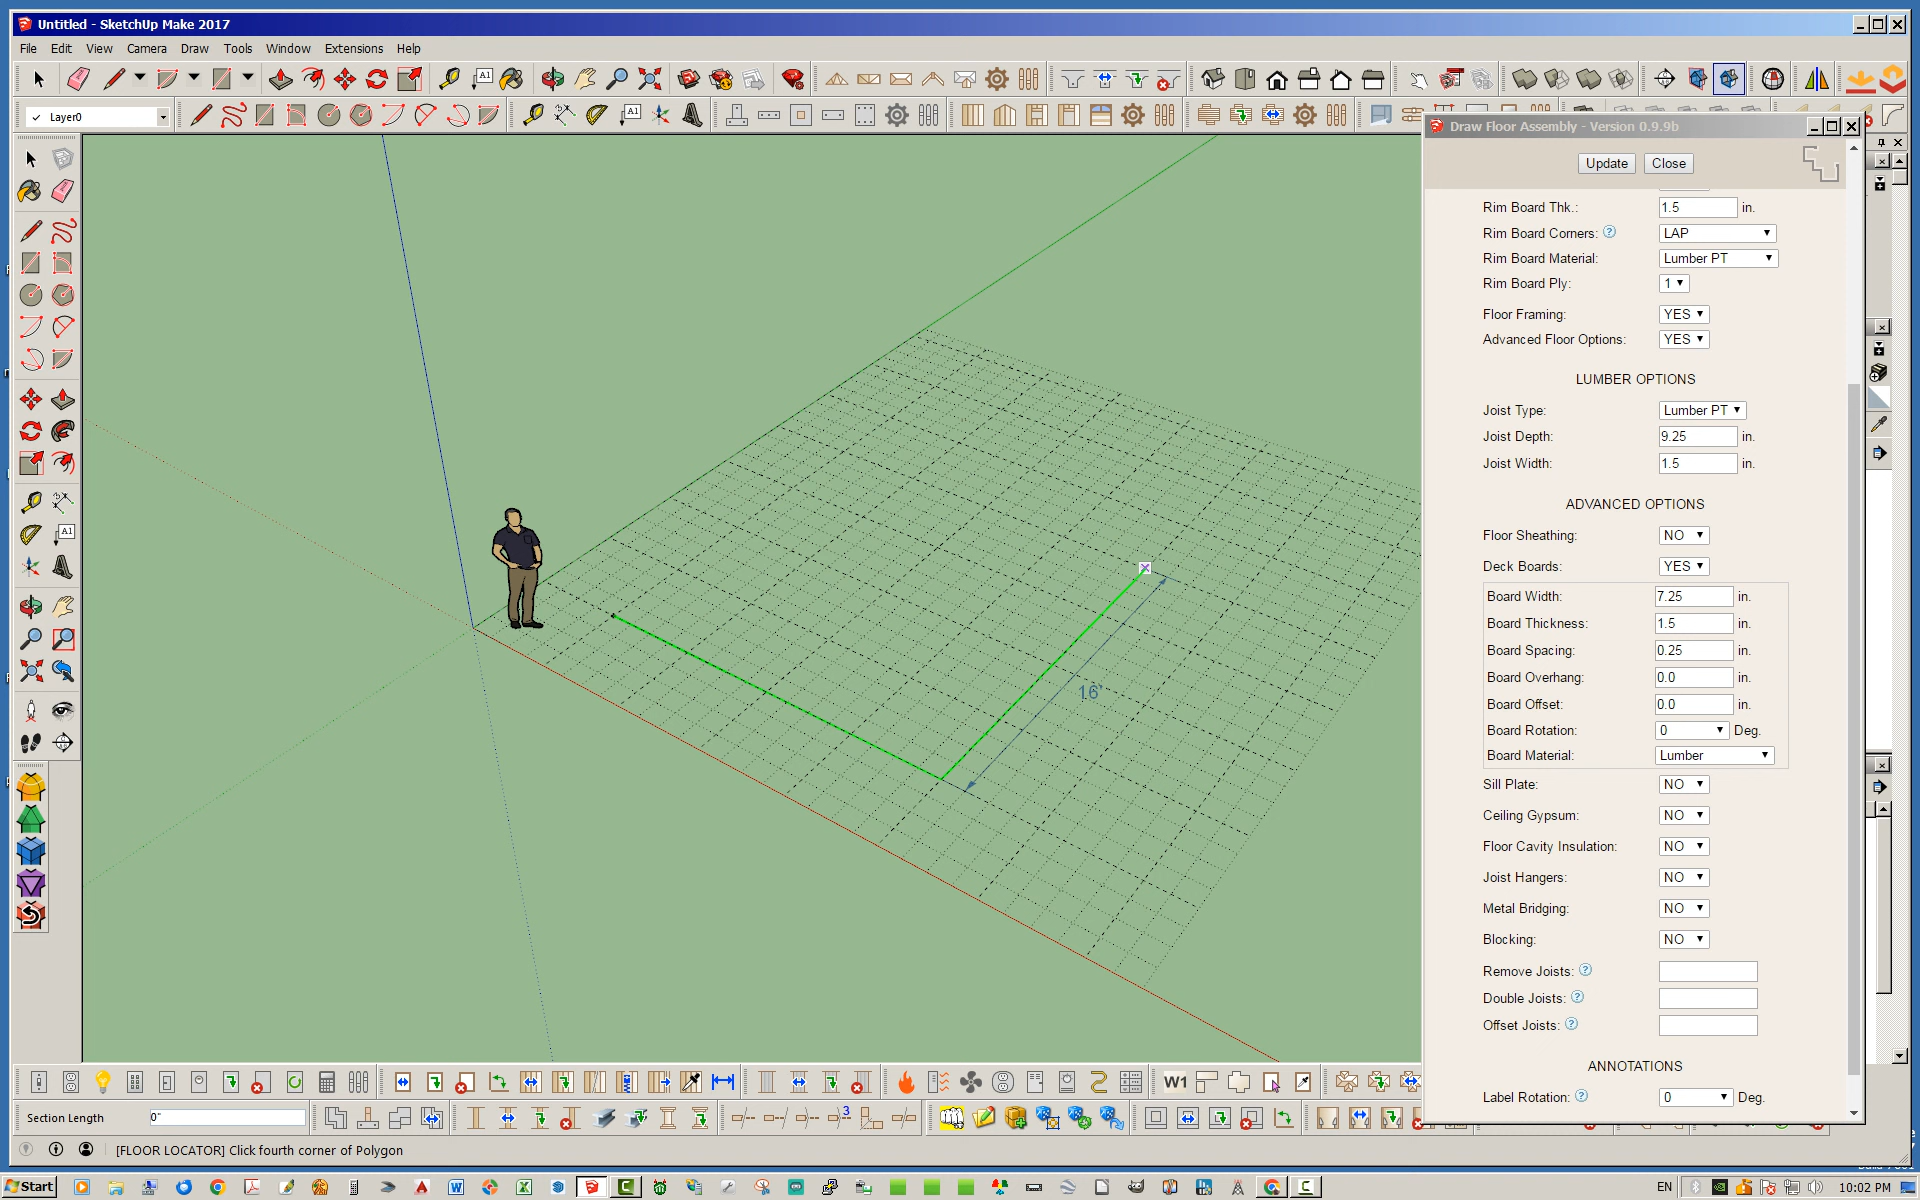 Untitled - SketchUp Make 2017
File Edit View Camera Draw Tools Window Extensions Help
A1
Layer0
A1
Draw Floor Assembly - Version 0.9.9b
Update Close
Rim Board Thk.: 1.5 in.
Rim Board Corners: ? LAP
Rim Board Material: Lumber PT
Rim Board Ply: 1
Floor Framing: YES
Advanced Floor Options: YES
LUMBER OPTIONS
Joist Type: Lumber PT
Joist Depth: 9.25 in.
Joist Width: 1.5 in.
ADVANCED OPTIONS
Floor Sheathing: NO
Deck Boards: YES
Board Width: 7.25 in.
Board Thickness: 1.5 in.
Board Spacing: 0.25 in.
Board Overhang: 0.0 in.
Board Offset: 0.0 in.
Board Rotation: 0 Deg.
Board Material: Lumber
Sill Plate: NO
Ceiling Gypsum: NO
Floor Cavity Insulation: NO
Joist Hangers: NO
Metal Bridging: NO
Blocking: NO
Remove Joists: ?
Double Joists: ?
Offset Joists: ?
ANNOTATIONS
Label Rotation: ? 0 Deg.
A1
16'
W1
Section Length 0"
3
[FLOOR LOCATOR] Click fourth corner of Polygon
Start
EN
10:02 PM